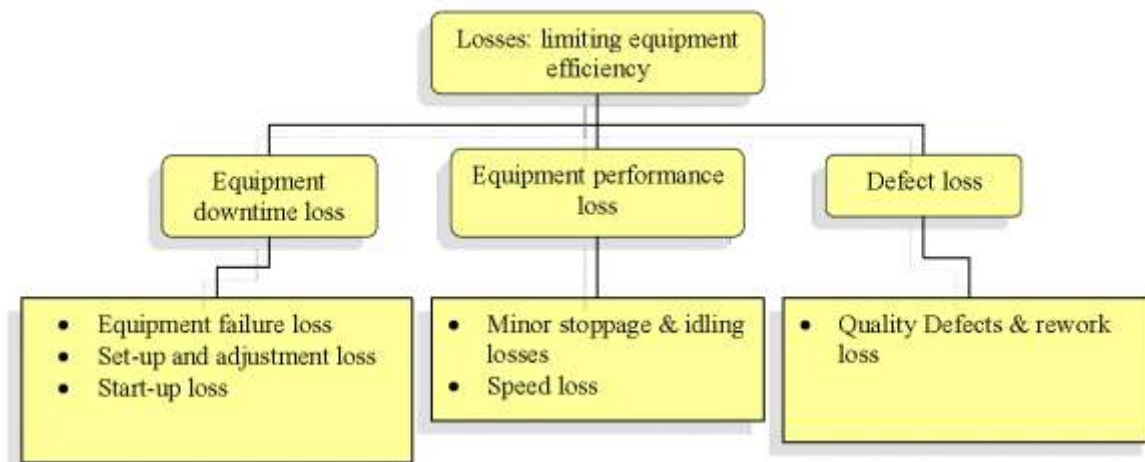 Losses: limiting equipment
efficiency
Equipment
downtime loss
Equipment performance
loss
Defect loss
• Equipment failure loss
• Set-up and adjustment loss
• Start-up loss
• Minor stoppage & idling
losses
• Speed loss
• Quality Defects & rework
loss